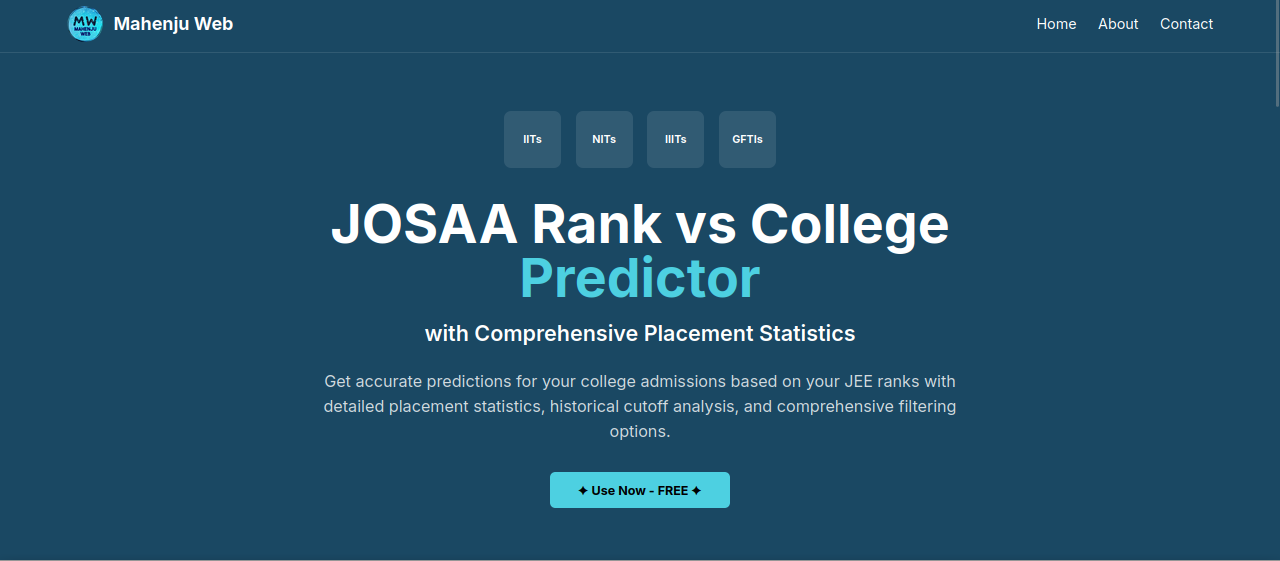 MW
MAHENJU
WEB
Mahenju Web
Home About Contact
IITs NITs IIITs GFTIs
JOSAA Rank vs College
Predictor
with Comprehensive Placement Statistics
Get accurate predictions for your college admissions based on your JEE ranks with
detailed placement statistics, historical cutoff analysis, and comprehensive filtering
options.
✦ Use Now - FREE ✦